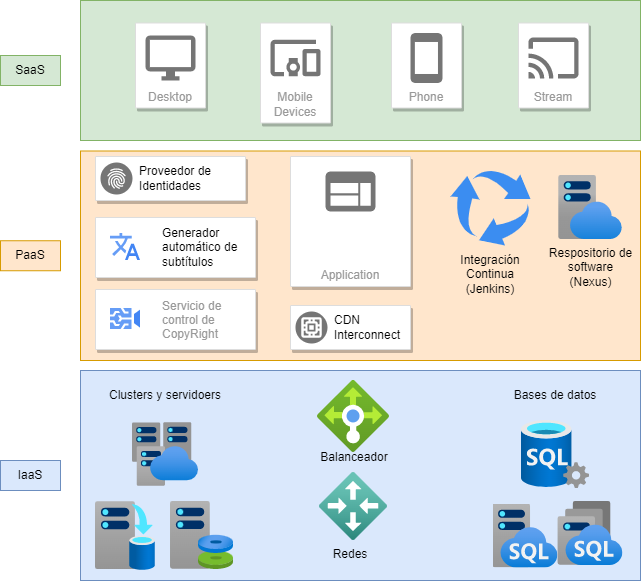 SaaS
Desktop
Mobile
Devices
Phone
Stream
PaaS
Proveedor de
Identidades
Generador
automático de
subtítulos
Servicio de
control de
CopyRight
Application
CDN
Interconnect
Integración
Continua
(Jenkins)
Respositorio de
software
(Nexus)
IaaS
Clusters y servidoers
Balanceador
Redes
Bases de datos
SQL
SQL
SQL